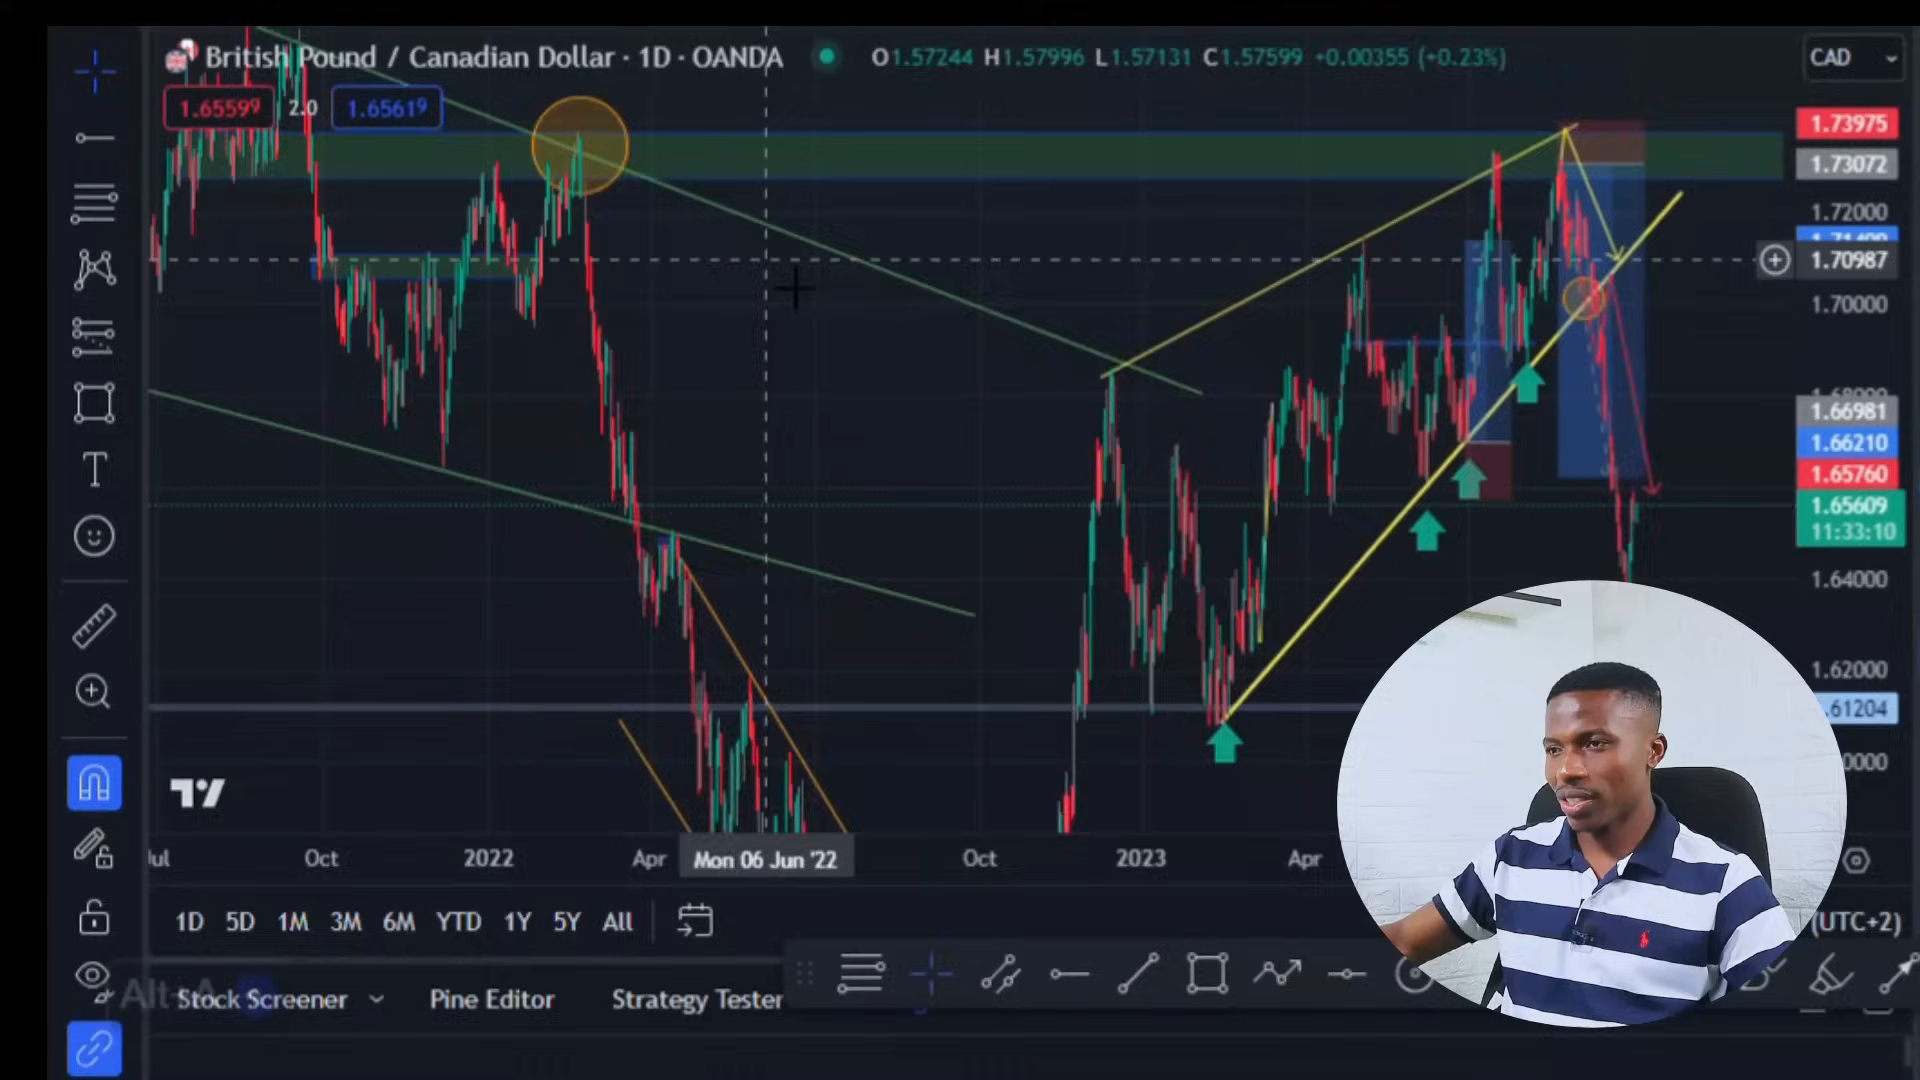 British Pound / Canadian Dollar · 1D · OANDA
O1.57244 H1.57996 L1.57131 C1.57599 +0.00355 (+0.23%)
CAD
1.65599 2.0 1.65619
1.73975
1.73072
1.72000
1.70987
1.70000
1.66981
1.66210
1.65760
1.65609
11:33:10
1.64000
1.62000
.61204
0000
Jul Oct 2022 Apr Mon 06 Jun '22 Oct 2023 Apr
1D 5D 1M 3M 6M YTD 1Y 5Y All
(UTC+2)
Alt+A
Stock Screener Pine Editor Strategy Tester